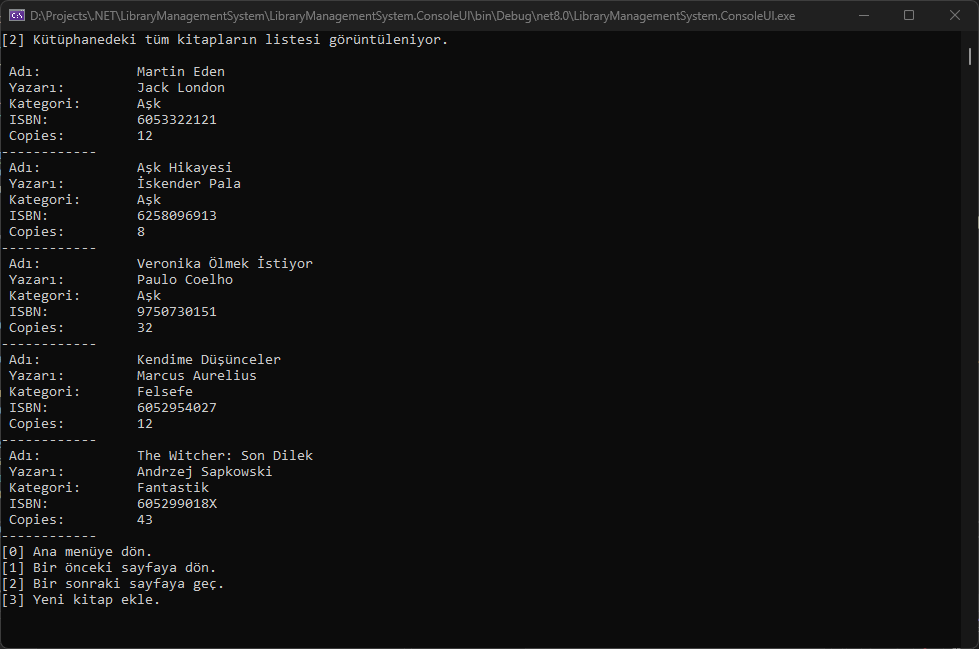 D:\Projects\.NET\LibraryManagementSystem\LibraryManagementSystem.ConsoleUI\bin\Debug\net8.0\LibraryManagementSystem.ConsoleUI.exe
[2] Kütüphanedeki tüm kitapların listesi görüntüleniyor.
Adı: Martin Eden
Yazarı: Jack London
Kategori: Aşk
ISBN: 6053322121
Copies: 12
------------
Adı: Aşk Hikayesi
Yazarı: İskender Pala
Kategori: Aşk
ISBN: 6258096913
Copies: 8
------------
Adı: Veronika Ölmek İstiyor
Yazarı: Paulo Coelho
Kategori: Aşk
ISBN: 9750730151
Copies: 32
------------
Adı: Kendime Düşünceler
Yazarı: Marcus Aurelius
Kategori: Felsefe
ISBN: 6052954027
Copies: 12
------------
Adı: The Witcher: Son Dilek
Yazarı: Andrzej Sapkowski
Kategori: Fantastik
ISBN: 605299018X
Copies: 43
------------
[0] Ana menüye dön.
[1] Bir önceki sayfaya dön.
[2] Bir sonraki sayfaya geç.
[3] Yeni kitap ekle.